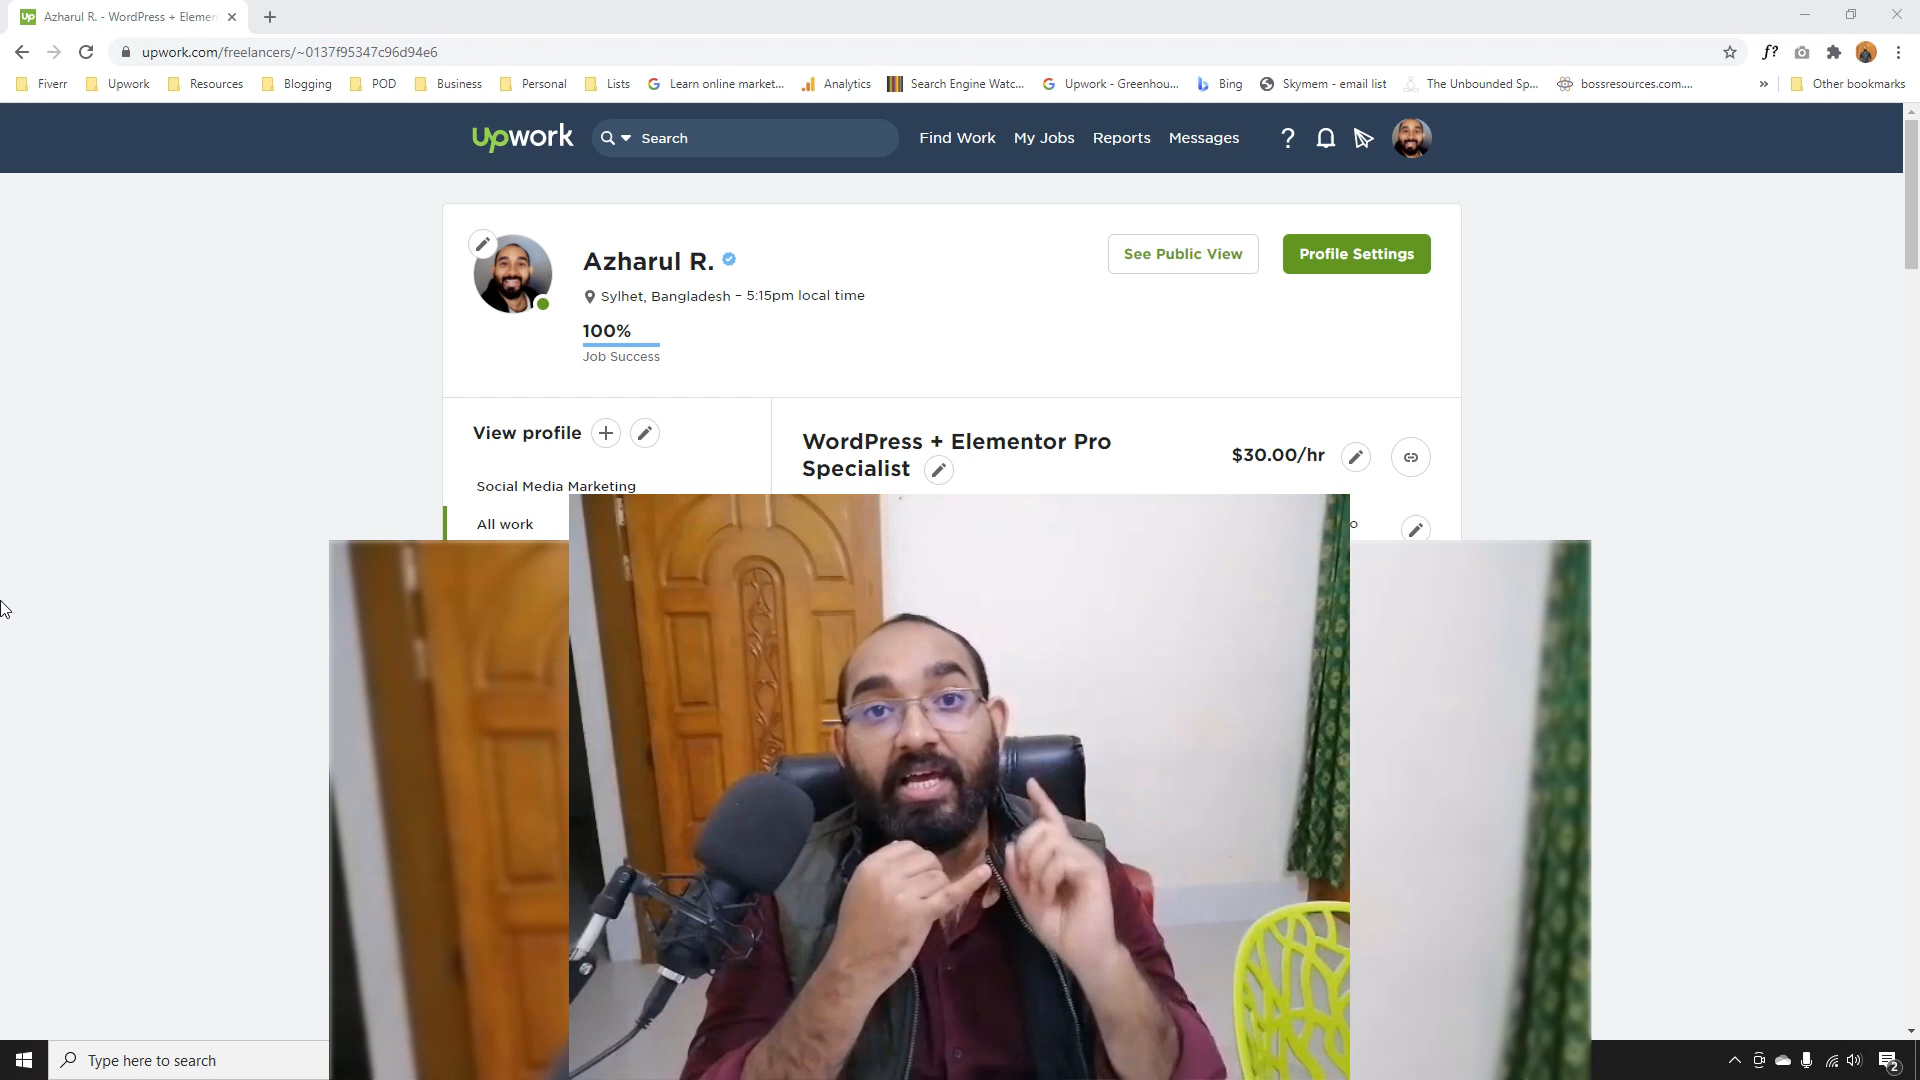 Up Azharul R. - WordPress + Elemen
upwork.com/freelancers/~0137f95347c96d94e6
f?
Fiverr Upwork Resources Blogging POD Business Personal Lists Learn online market... Analytics Search Engine Watc... Upwork - Greenhou... Bing Skymem - email list The Unbounded Sp... bossresources.com.... » Other bookmarks
upwork Search Find Work My Jobs Reports Messages ?
Azharul R.
See Public View Profile Settings
Sylhet, Bangladesh – 5:15pm local time
100%
Job Success
View profile
WordPress + Elementor Pro
Specialist
$30.00/hr
Social Media Marketing
All work
o
Type here to search
2